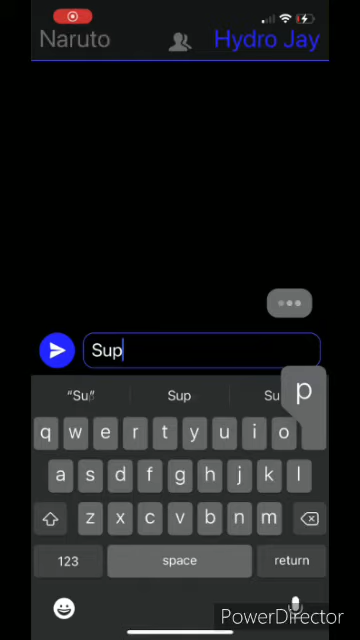 Naruto Hydro Jay
Sup
"Su" Sup Su
p
q w e r t y u i o
a s d f g h j k l
z x c v b n m
123 space return
PowerDirector